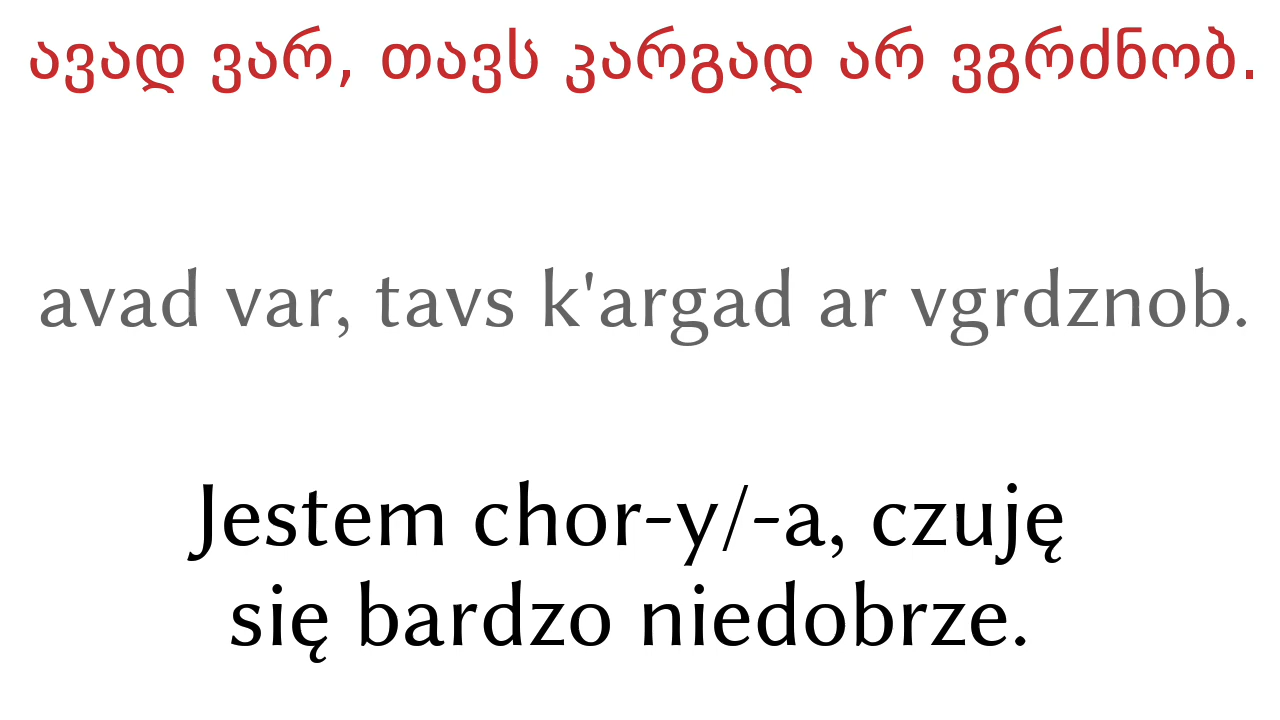 ავად ვარ, თავს კარგად არ ვგრძნობ.
avad var, tavs k'argad ar vgrdznob.
Jestem chor-y/-a, czuję
się bardzo niedobrze.